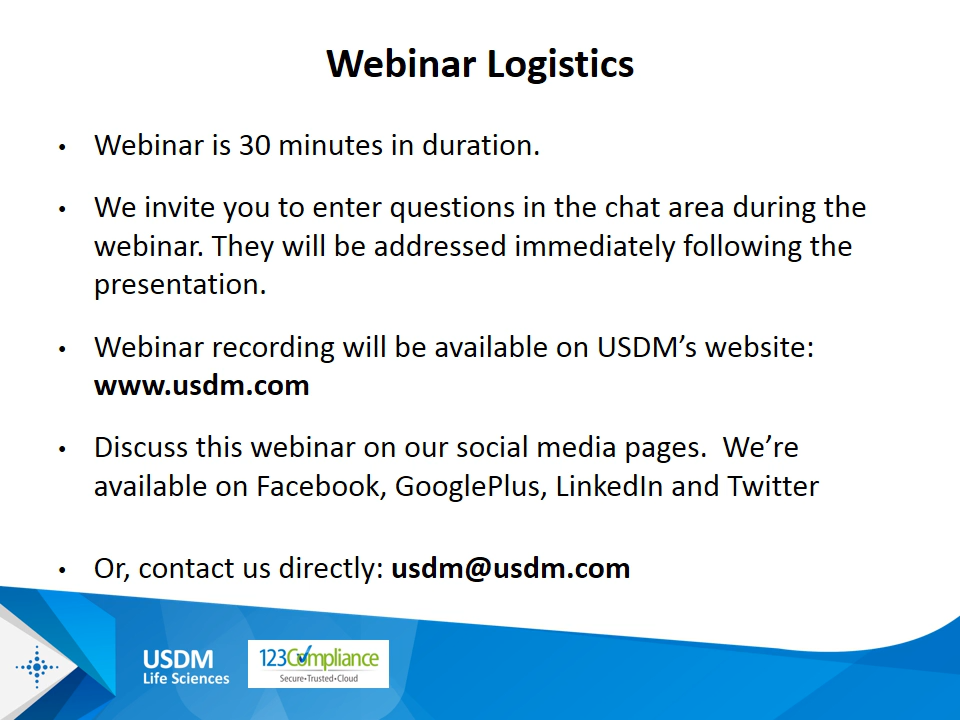 Webinar Logistics
• Webinar is 30 minutes in duration.
• We invite you to enter questions in the chat area during the
webinar. They will be addressed immediately following the
presentation.
• Webinar recording will be available on USDM’s website:
www.usdm.com
• Discuss this webinar on our social media pages.  We’re
available on Facebook, GooglePlus, LinkedIn and Twitter
• Or, contact us directly: usdm@usdm.com
USDM
Life Sciences
123Compliance
Secure•Trusted•Cloud